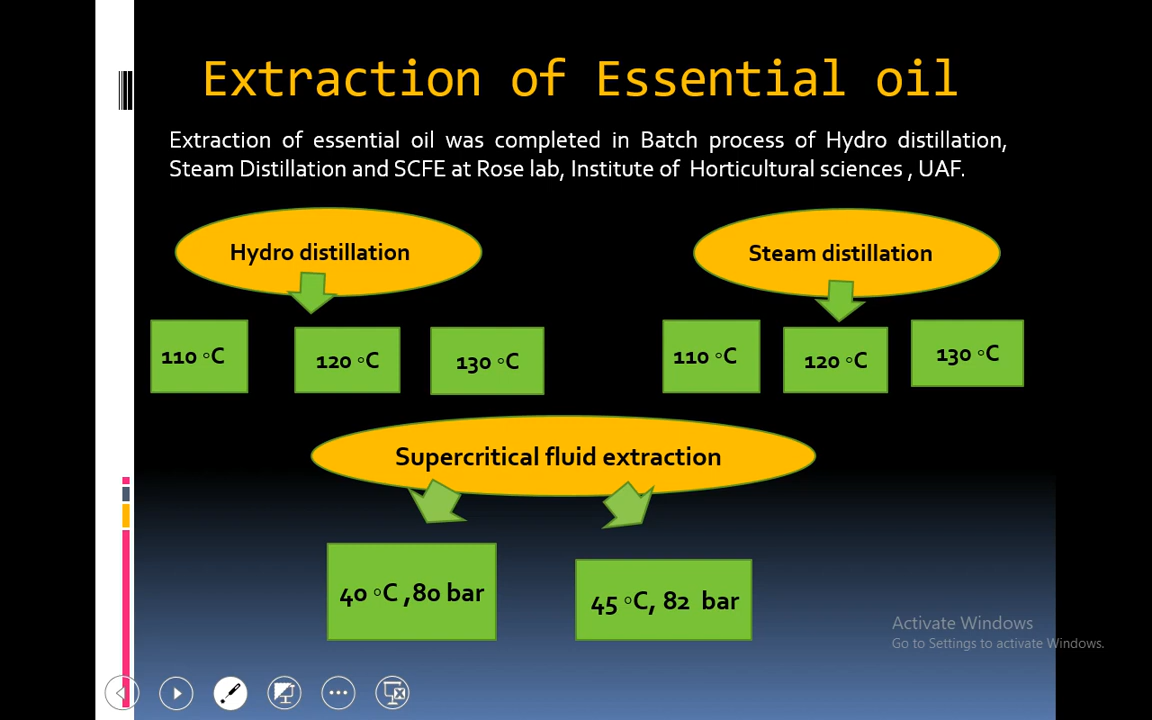 Extraction of Essential oil
Extraction of essential oil was completed in Batch process of Hydro distillation,
Steam Distillation and SCFE at Rose lab, Institute of Horticultural sciences , UAF.
Hydro distillation
Steam distillation
110 °C
120 °C
130 °C
110 °C
120 °C
130 °C
Supercritical fluid extraction
40 °C ,80 bar
45 °C, 82 bar
Activate Windows
Go to Settings to activate Windows.